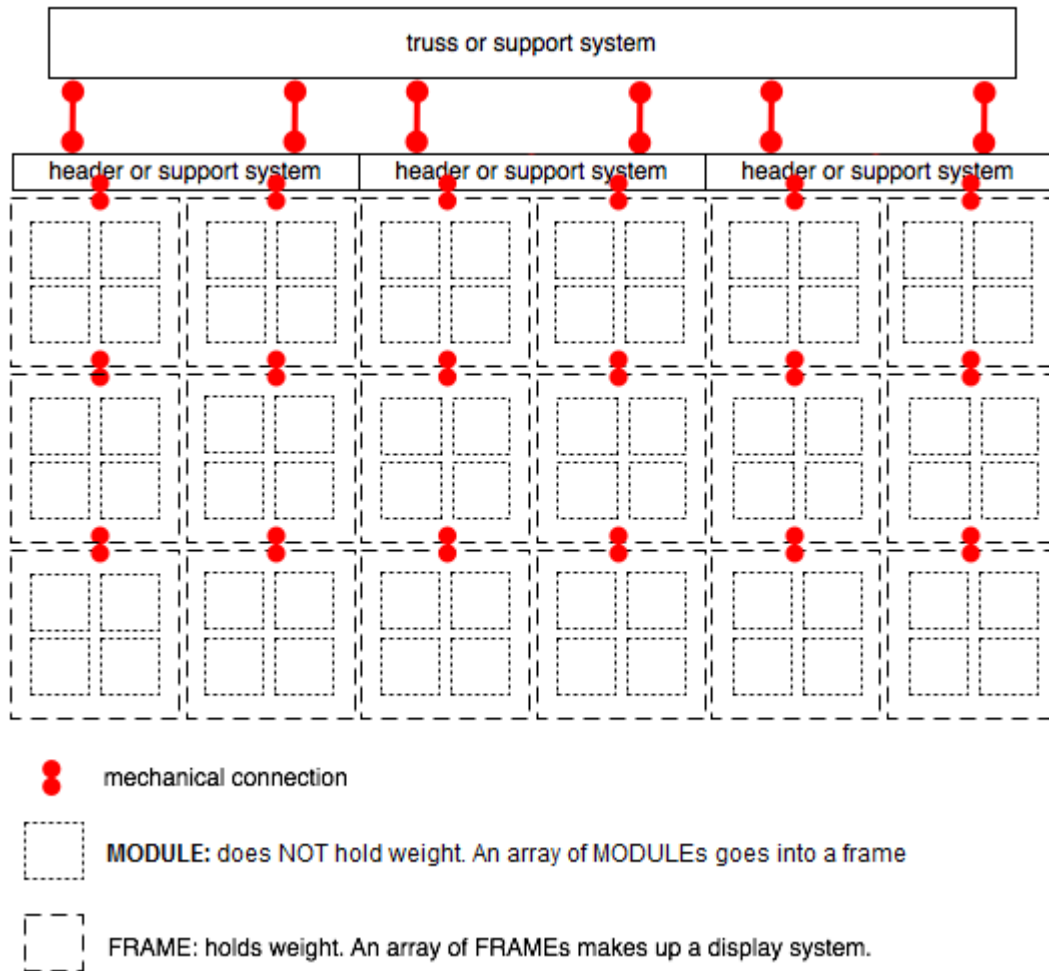 truss or support system
header or support system header or support system header or support system
mechanical connection
MODULE: does NOT hold weight. An array of MODULEs goes into a frame
FRAME: holds weight. An array of FRAMEs makes up a display system.